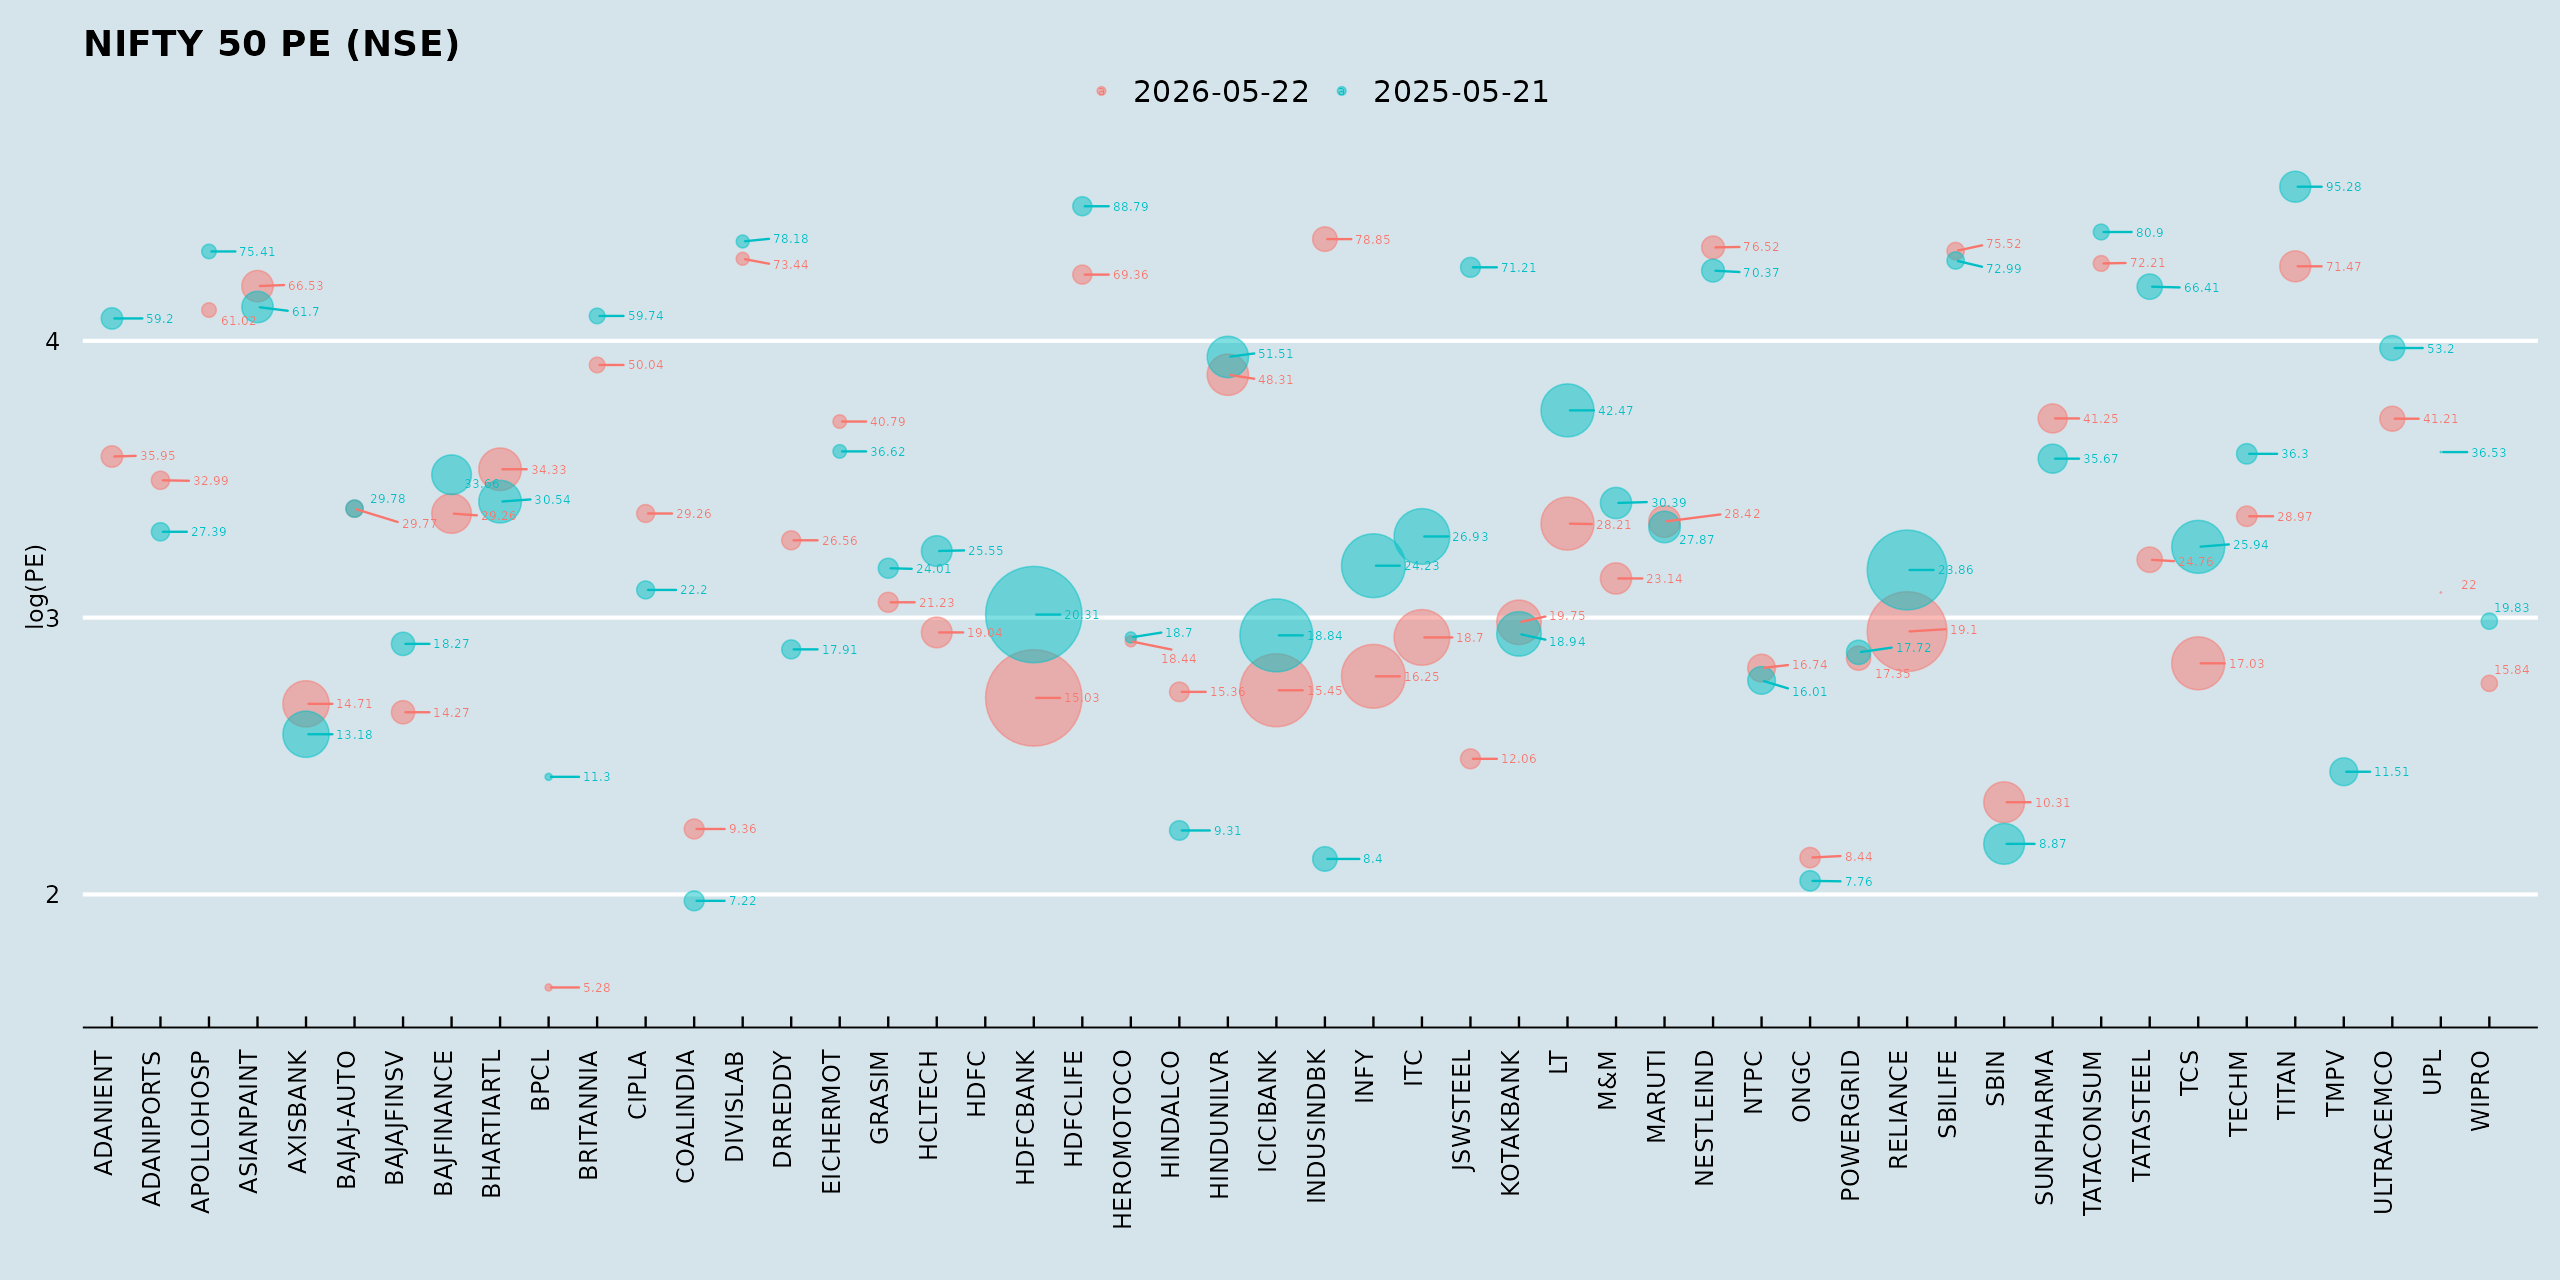 NIFTY 50 PE (NSE)
2026-05-22 2025-05-21
95.28
88.79
78.18
80.9
75.52
78.85
76.52
75.41
73.44
72.21
71.21
72.99
71.47
70.37
69.36
66.53
66.41
61.7
59.2
61.02
59.74
4
53.2
51.51
50.04
48.31
42.47
41.25
41.21
40.79
36.62
36.53
36.3
35.95
35.67
34.33
32.99
33.66
29.78
30.54
30.39
29.26
29.26
28.42
28.97
29.77
28.21
27.39
26.93
26.56
27.87
25.94
25.55
24.76
24.23
24.01
23.86
23.14
22
22.2
21.23
19.83
log(PE)
3
20.31
19.75
19.1
19.04
18.7
18.84
18.7
18.94
18.27
17.72
17.91
18.44
17.03
16.74
15.84
17.35
16.25
15.45
15.36
16.01
15.03
14.71
14.27
13.18
12.06
11.51
11.3
10.31
9.36
9.31
8.87
8.44
8.4
7.76
2
7.22
5.28
ADANIENT
ADANIPORTS
APOLLOHOSP
ASIANPAINT
AXISBANK
BAJAJ-AUTO
BAJAJFINSV
BAJFINANCE
BHARTIARTL
BPCL
BRITANNIA
CIPLA
COALINDIA
DIVISLAB
DRREDDY
EICHERMOT
GRASIM
HCLTECH
HDFC
HDFCBANK
HDFCLIFE
HEROMOTOCO
HINDALCO
HINDUNILVR
ICICIBANK
INDUSINDBK
INFY
ITC
JSWSTEEL
KOTAKBANK
LT
M&M
MARUTI
NESTLEIND
NTPC
ONGC
POWERGRID
RELIANCE
SBILIFE
SBIN
SUNPHARMA
TATACONSUM
TATASTEEL
TCS
TECHM
TITAN
TMPV
ULTRACEMCO
UPL
WIPRO